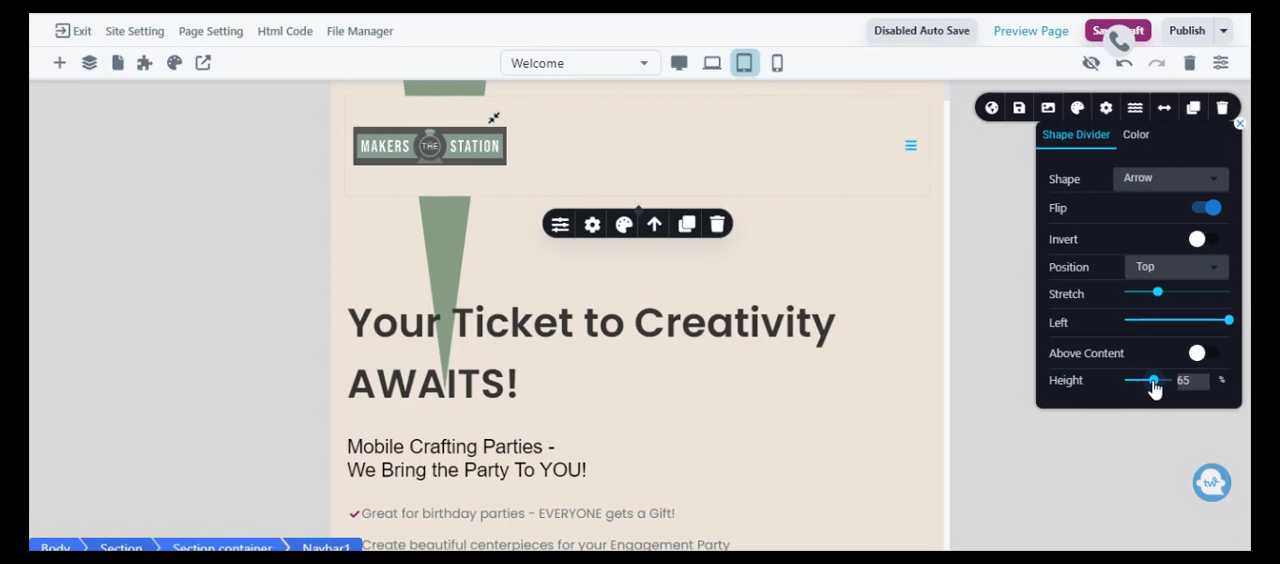 Exit Site Setting Page Setting Html Code File Manager Disabled Auto Save Preview Page Publish
Welcome
Shape Divider Color
MAKERS THE STATION
Shape Arrow
Flip
Invert
Position Top
Stretch
Left
Above Content
Height 65 %
Your Ticket to Creativity
AWAITS!
Mobile Crafting Parties -
We Bring the Party To YOU!
Great for birthday parties - EVERYONE gets a Gift!
Create beautiful centerpieces for your Engagement Party
Body Section Section container Navbar1